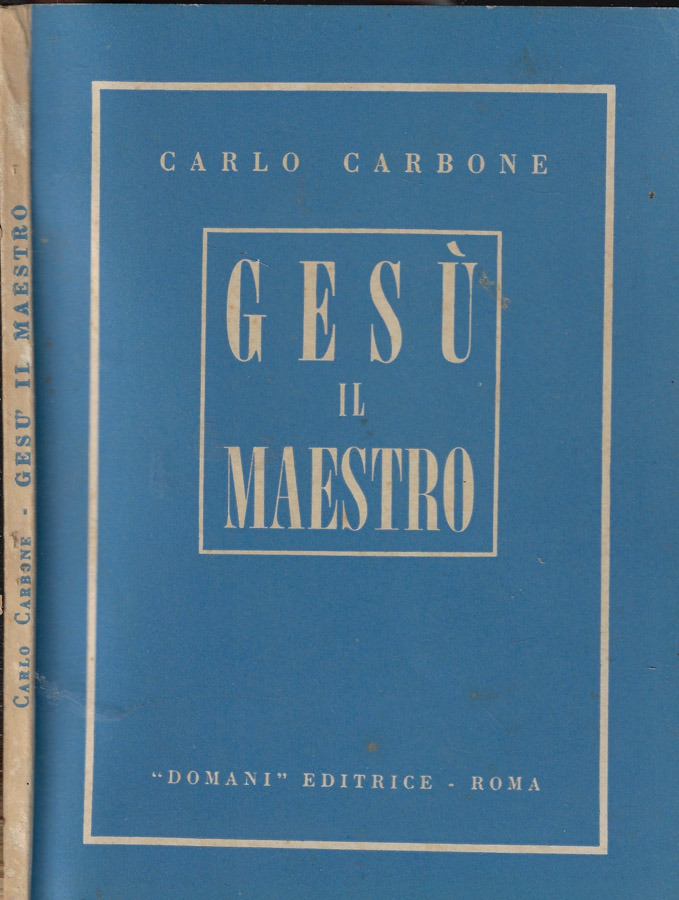 CARLO CARBONE
GESÙ
IL
MAESTRO
"DOMANI" EDITRICE - ROMA
CARLO CARBONE - GESU' IL MAESTRO